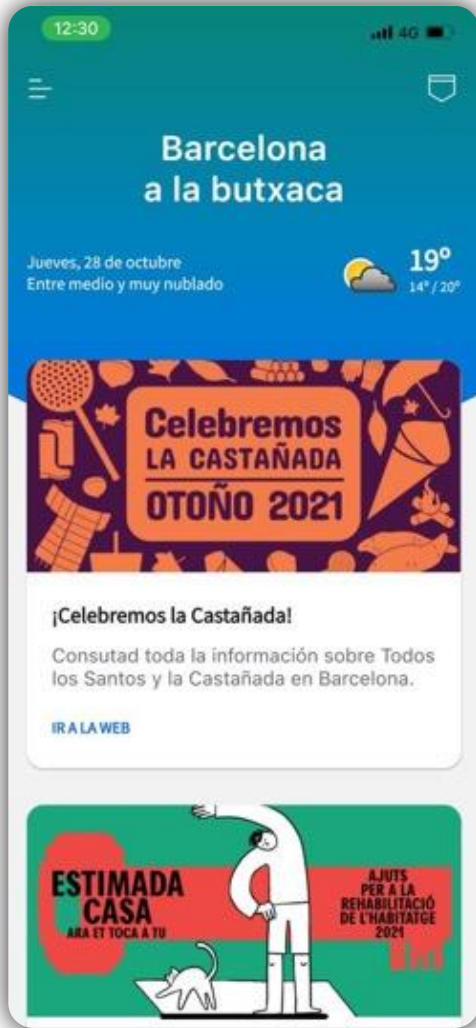 12:30
4G
Barcelona
a la butxaca
Jueves, 28 de octubre
Entre medio y muy nublado
19º
14º / 20º
Celebremos
LA CASTAÑADA
OTOÑO 2021
¡Celebremos la Castañada!
Consutad toda la información sobre Todos
los Santos y la Castañada en Barcelona.
IR A LA WEB
ESTIMADA
CASA
ARA ET TOCA A TU
AJUTS
PER A LA
REHABILITACIÓ
DE L'HABITATGE
2021